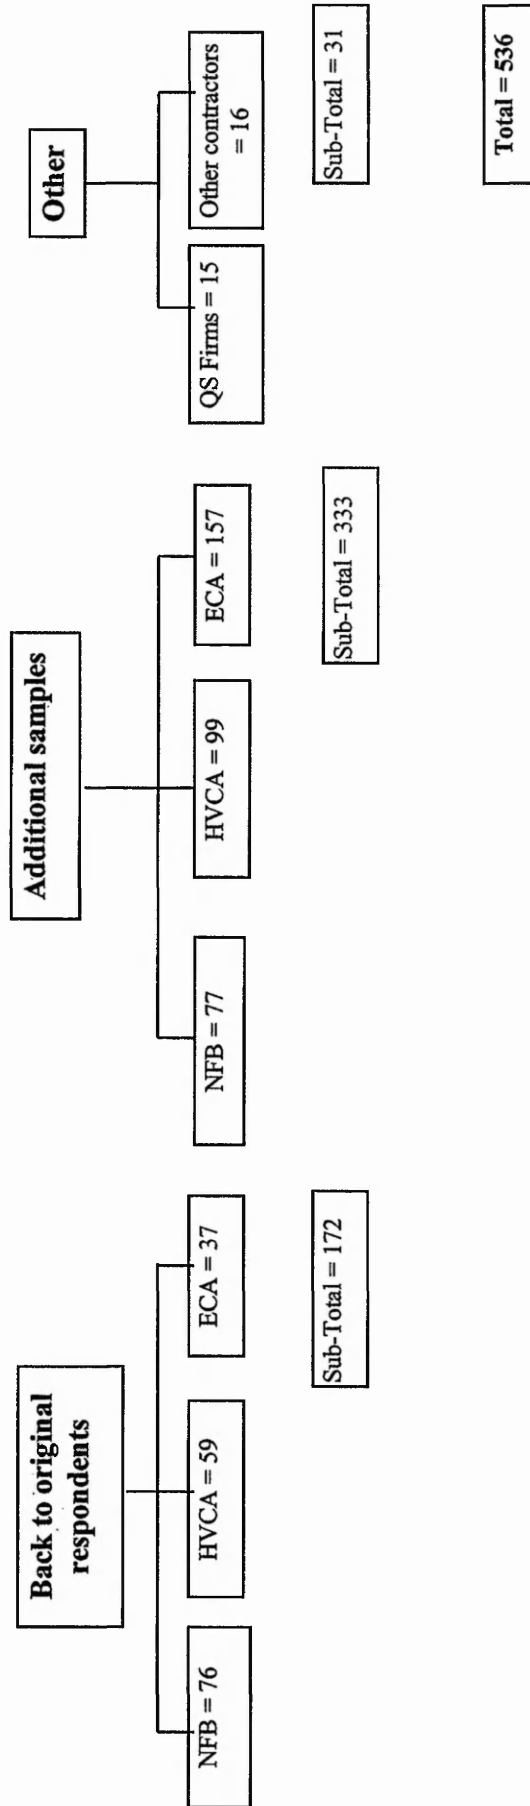 Back to original
respondents
NFB = 76
HVCA = 59
ECA = 37
Sub-Total = 172
Additional samples
NFB = 77
HVCA = 99
ECA = 157
Sub-Total = 333
Other
QS Firms = 15
Other contractors
= 16
Sub-Total = 31
Total = 536